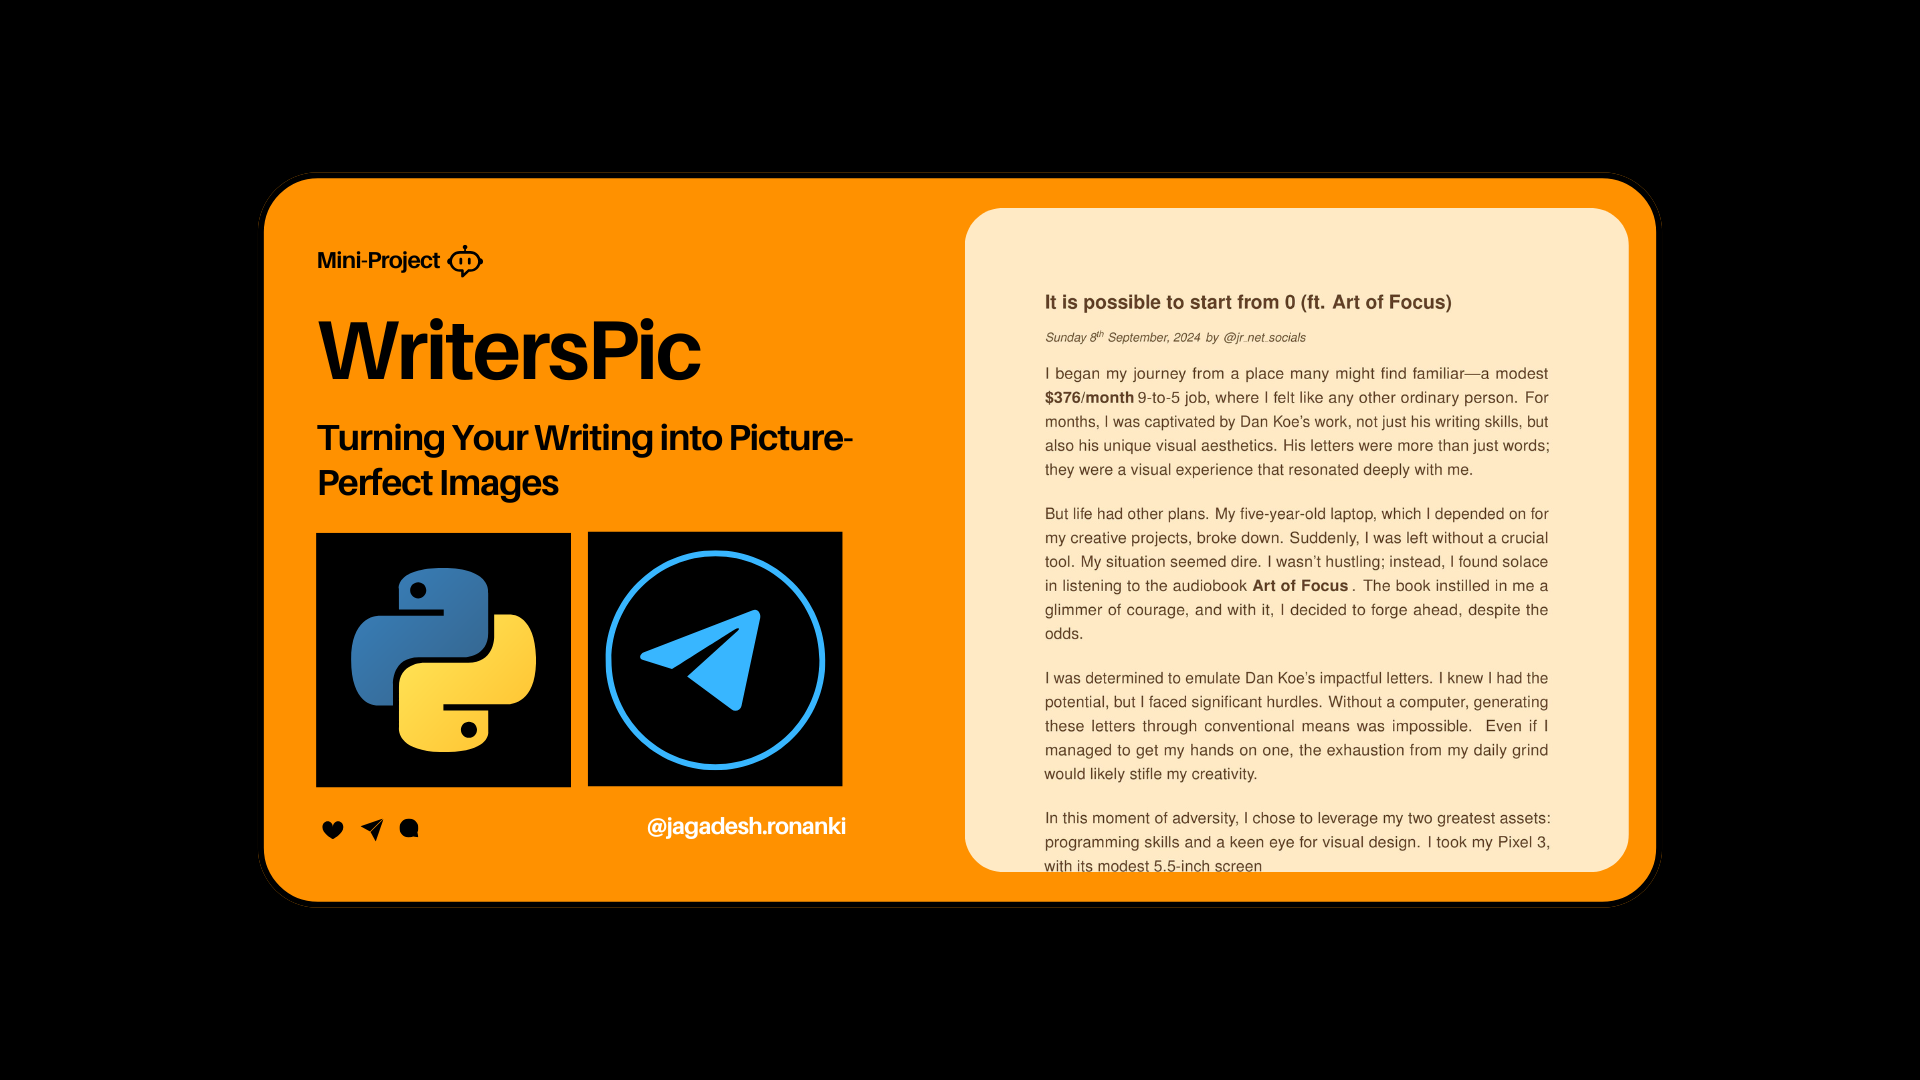 Mini-Project
WritersPic
Turning Your Writing into Picture-
Perfect Images
@jagadesh.ronanki
It is possible to start from 0 (ft. Art of Focus)
Sunday 8th September, 2024 by @jr_net_socials
I began my journey from a place many might find familiar—a modest
$376/month 9-to-5 job, where I felt like any other ordinary person. For
months, I was captivated by Dan Koe's work, not just his writing skills, but
also his unique visual aesthetics. His letters were more than just words;
they were a visual experience that resonated deeply with me.
But life had other plans. My five-year-old laptop, which I depended on for
my creative projects, broke down. Suddenly, I was left without a crucial
tool. My situation seemed dire. I wasn't hustling; instead, I found solace
in listening to the audiobook Art of Focus . The book instilled in me a
glimmer of courage, and with it, I decided to forge ahead, despite the
odds.
I was determined to emulate Dan Koe's impactful letters. I knew I had the
potential, but I faced significant hurdles. Without a computer, generating
these letters through conventional means was impossible. Even if I
managed to get my hands on one, the exhaustion from my daily grind
would likely stifle my creativity.
In this moment of adversity, I chose to leverage my two greatest assets:
programming skills and a keen eye for visual design. I took my Pixel 3,
with its modest 5.5-inch screen